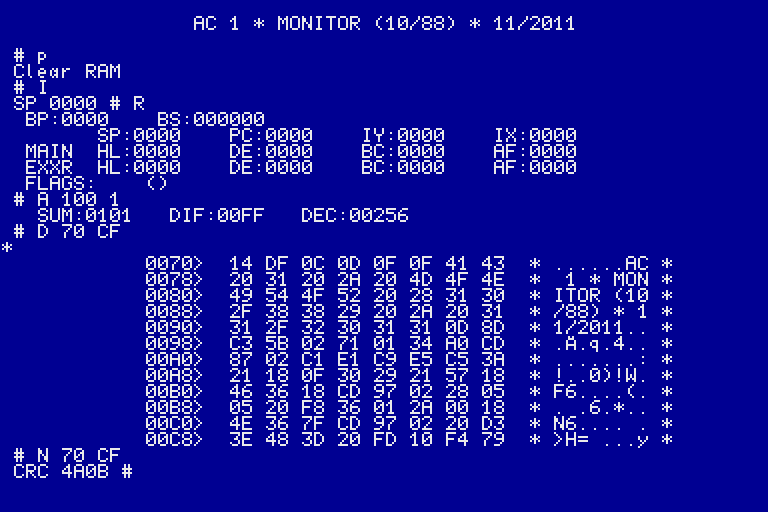 AC 1 * MONITOR (10/88) * 11/2011
# p
Clear RAM
# I
SP 0000 # R
BP:0000    BS:000000
SP:0000    PC:0000    IY:0000    IX:0000
MAIN  HL:0000    DE:0000    BC:0000    AF:0000
EXXR  HL:0000    DE:0000    BC:0000    AF:0000
FLAGS:    ()
# A 100 1
SUM:0101   DIF:00FF   DEC:00256
# D 70 CF
*
0070>  14 DF 0C 0D 0F 0F 41 43  * ......AC *
0078>  20 31 20 2A 20 4D 4F 4E  *  1 * MON *
0080>  49 54 4F 52 20 28 31 30  * ITOR (10 *
0088>  2F 38 38 29 20 2A 20 31  * /88) * 1 *
0090>  31 2F 32 30 31 31 0D 8D  * 1/2011.. *
0098>  C3 5B 02 71 01 34 A0 CD  * .Ä.q.4.. *
00A0>  87 02 C1 E1 C9 E5 C5 3A  * .......: *
00A8>  21 18 0F 30 29 21 57 18  * !..0)!W. *
00B0>  46 36 18 CD 97 02 28 05  * F6....(. *
00B8>  05 20 F8 36 01 2A 00 18  * . .6.*.. *
00C0>  4E 36 7F CD 97 02 20 D3  * N6.... . *
00C8>  3E 48 3D 20 FD 10 F4 79  * >H= ...y *
# N 70 CF
CRC 4A0B #